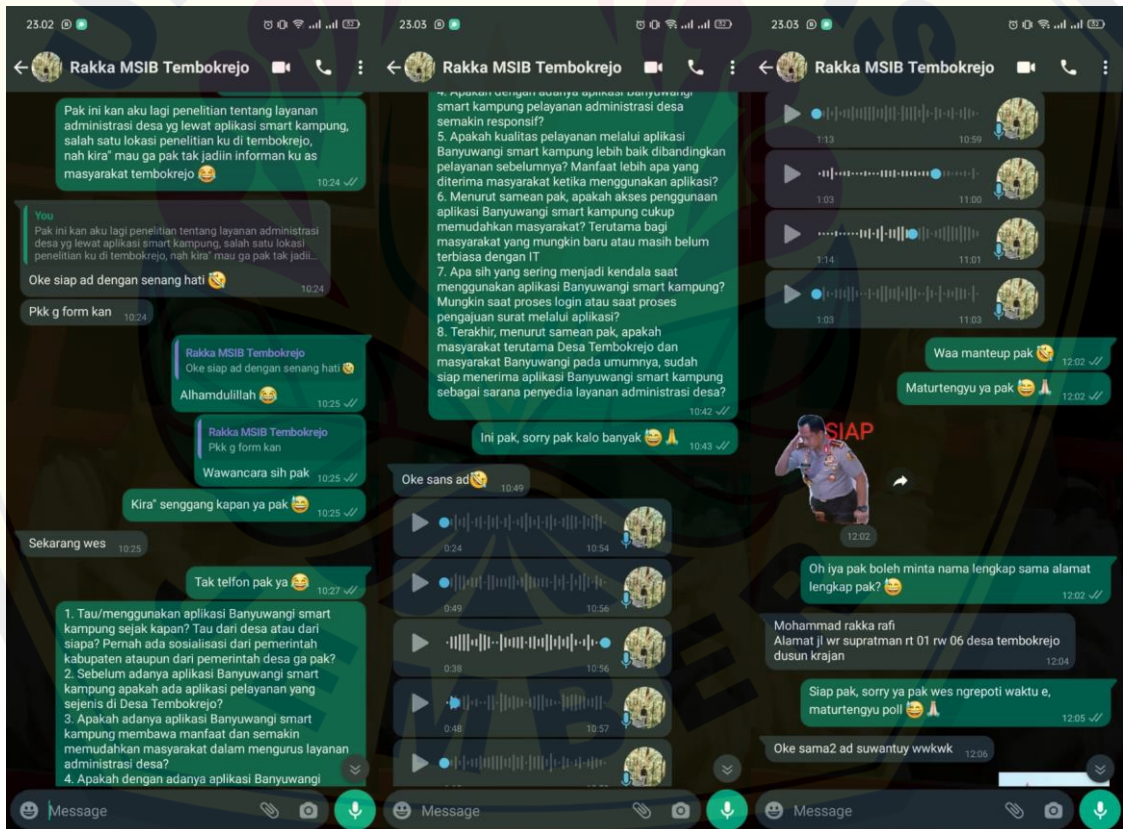 23.02
52
Rakka MSIB Tembokrejo
Pak ini kan aku lagi penelitian tentang layanan
administrasi desa yg lewat aplikasi smart kampung,
salah satu lokasi penelitian ku di tembokrejo,
nah kira" mau ga pak tak jadiin informan ku as
masyarakat tembokrejo 😂
10:24
You
Pak ini kan aku lagi penelitian tentang layanan administrasi
desa yg lewat aplikasi smart kampung, salah satu lokasi
penelitian ku di tembokrejo, nah kira" mau ga pak tak jadii...
Oke siap ad dengan senang hati 🤣
10:24
Pkk g form kan
10:24
Rakka MSIB Tembokrejo
Oke siap ad dengan senang hati 🤣
Alhamdulillah 😂
10:25
Rakka MSIB Tembokrejo
Pkk g form kan
Wawancara sih pak
10:25
Kira" senggang kapan ya pak 😅
10:25
Sekarang wes
10:25
Tak telfon pak ya 😂
10:27
1. Tau/menggunakan aplikasi Banyuwangi smart
kampung sejak kapan? Tau dari desa atau dari
siapa? Pernah ada sosialisasi dari pemerintah
kabupaten ataupun dari pemerintah desa ga pak?
2. Sebelum adanya aplikasi Banyuwangi smart
kampung apakah ada aplikasi pelayanan yang
sejenis di Desa Tembokrejo?
3. Apakah adanya aplikasi Banyuwangi smart
kampung membawa manfaat dan semakin
memudahkan masyarakat dalam mengurus layanan
administrasi desa?
4. Apakah dengan adanya aplikasi Banyuwangi
Message
23.03
52
Rakka MSIB Tembokrejo
4. Apakah dengan adanya aplikasi Banyuwangi
smart kampung pelayanan administrasi desa
semakin responsif?
5. Apakah kualitas pelayanan melalui aplikasi
Banyuwangi smart kampung lebih baik dibandingkan
pelayanan sebelumnya? Manfaat lebih apa yang
diterima masyarakat ketika menggunakan aplikasi?
6. Menurut samean pak, apakah akses penggunaan
aplikasi Banyuwangi smart kampung cukup
memudahkan masyarakat? Terutama bagi
masyarakat yang mungkin baru atau masih belum
terbiasa dengan IT
7. Apa sih yang sering menjadi kendala saat
menggunakan aplikasi Banyuwangi smart kampung?
Mungkin saat proses login atau saat proses
pengajuan surat melalui aplikasi?
8. Terakhir, menurut samean pak, apakah
masyarakat terutama Desa Tembokrejo dan
masyarakat Banyuwangi pada umumnya, sudah
siap menerima aplikasi Banyuwangi smart kampung
sebagai sarana penyedia layanan administrasi desa?
10:42
Ini pak, sorry pak kalo banyak 😅🙏
10:43
Oke sans ad🤣
10:49
0:24 10:54
0:49 10:56
0:38 10:56
0:48 10:57
Message
23.03
52
Rakka MSIB Tembokrejo
1:13 10:59
1:03 11:00
1:14 11:01
1:03 11:03
Waa manteup pak 🤣
12:02
Maturtengyu ya pak 😅🙏
12:02
SIAP
12:02
Oh iya pak boleh minta nama lengkap sama alamat
lengkap pak? 😅
12:02
Mohammad rakka rafi
Alamat jl wr supratman rt 01 rw 06 desa tembokrejo
dusun krajan
12:04
Siap pak, sorry ya pak wes ngrepoti waktu e,
maturtengyu poll 😅🙏
12:05
Oke sama2 ad suwantuy wwkwk
12:06
Message